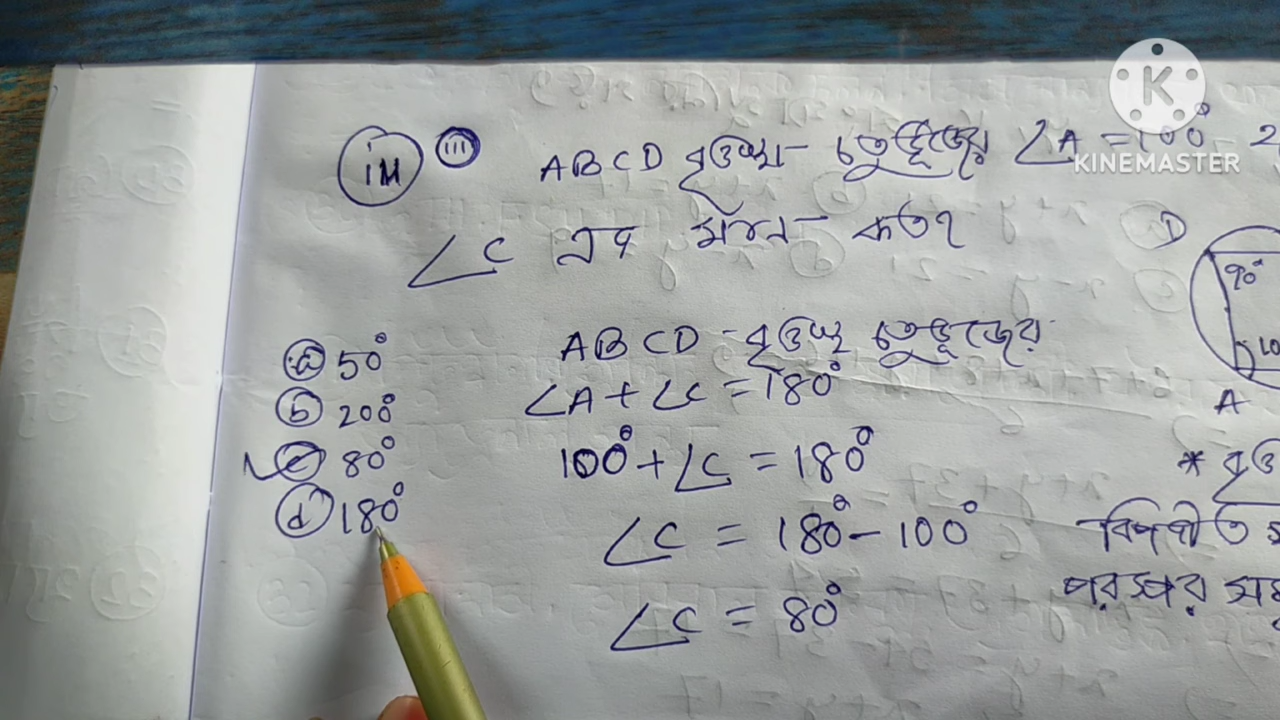 1M III ABCD বৃত্তস্থ চতুর্ভূজের ∠A = 100°
∠C এর মান কত?
ⓐ 50°
ⓑ 200°
ⓒ 80°
ⓓ 180°
ABCD বৃত্তস্থ চতুর্ভূজের
∠A + ∠C = 180°
100° + ∠C = 180°
∠C = 180° - 100°
∠C = 80°
D
90°
A
*
বিপরীত
পরস্পর
K
KINEMASTER